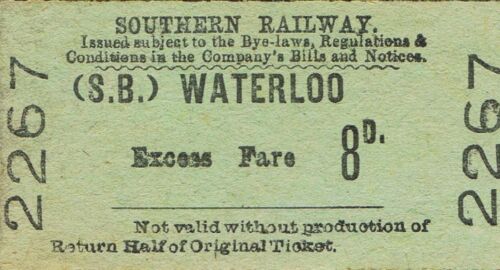 SOUTHERN RAILWAY.
Issued subject to the Bye-laws, Regulations &
Conditions in the Company's Bills and Notices.
(S.B.) WATERLOO
Excess Fare 8D.
Not valid without production of
Return Half of Original Ticket.
2267
2267